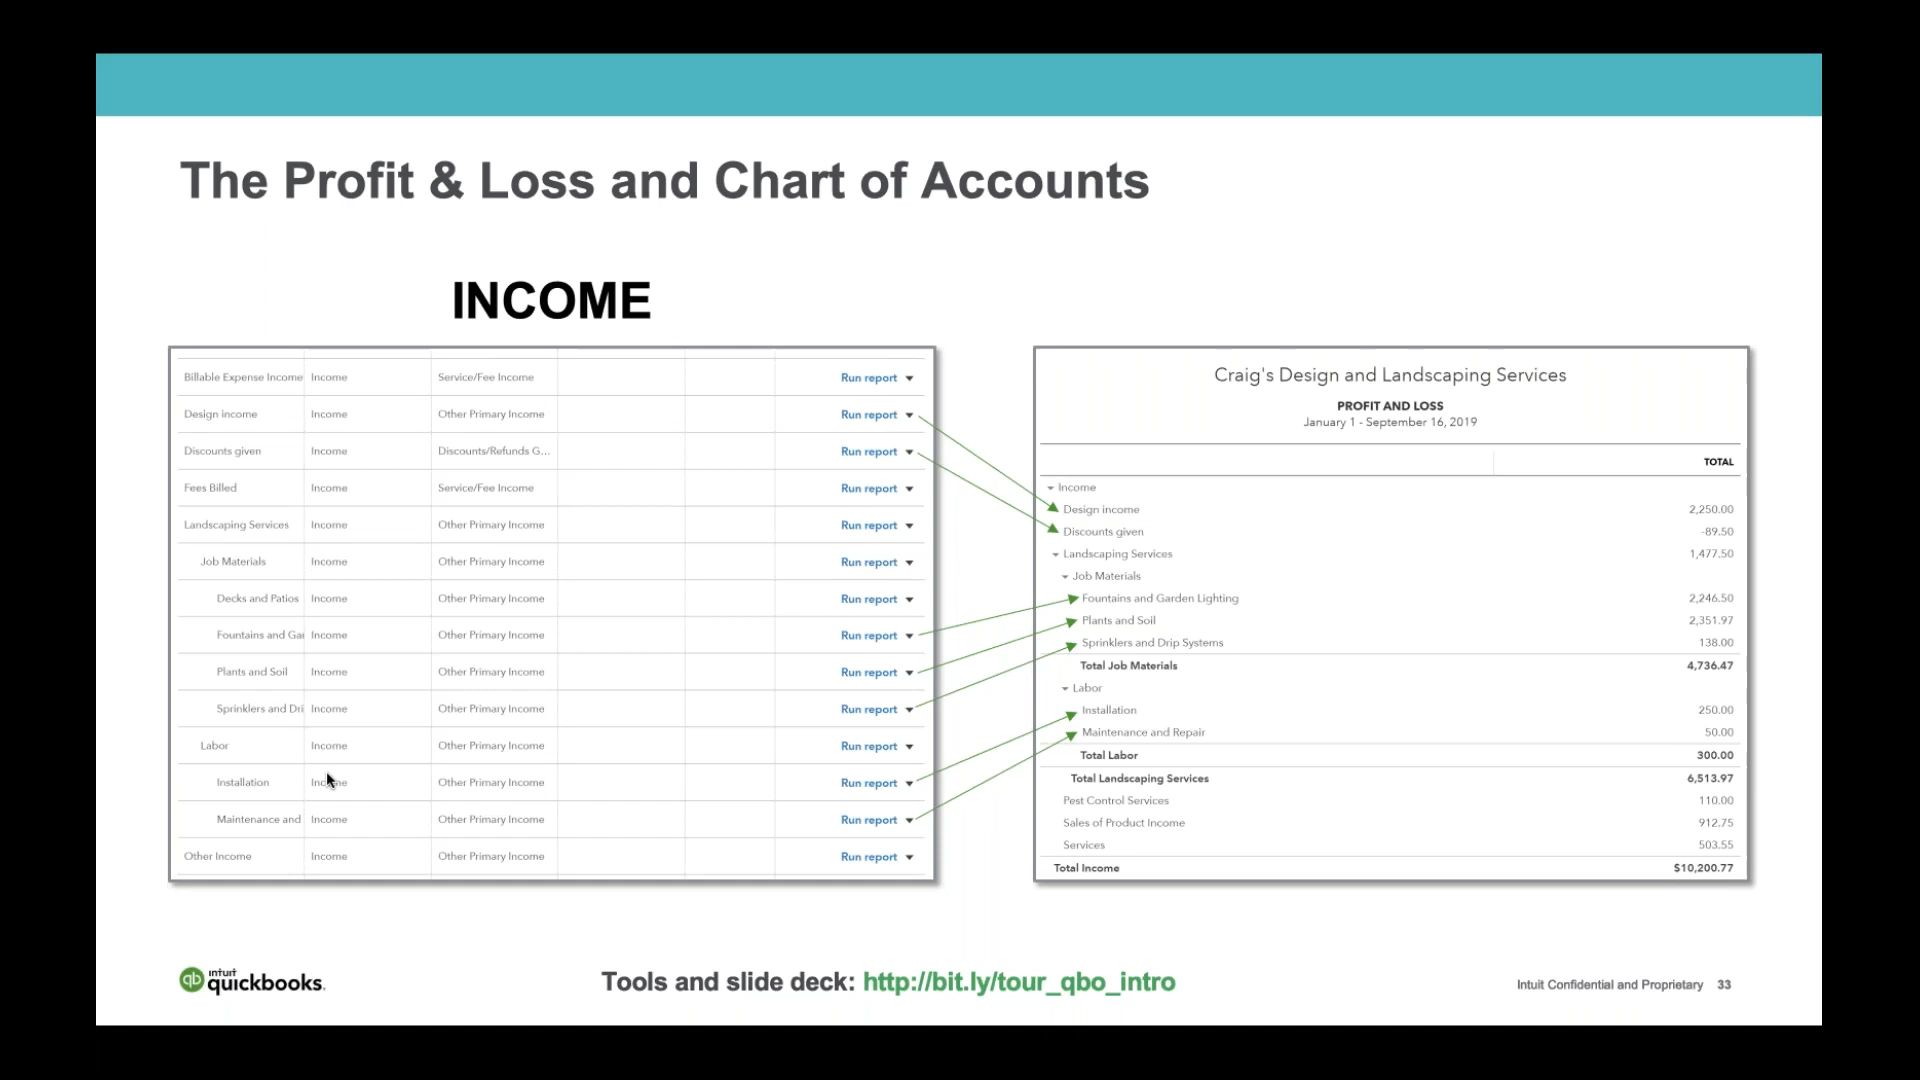 The Profit & Loss and Chart of Accounts
INCOME
Billable Expense Income Income Service/Fee Income Run report
Design income Income Other Primary Income Run report
Discounts given Income Discounts/Refunds G... Run report
Fees Billed Income Service/Fee Income Run report
Landscaping Services Income Other Primary Income Run report
Job Materials Income Other Primary Income Run report
Decks and Patios Income Other Primary Income Run report
Fountains and Gar Income Other Primary Income Run report
Plants and Soil Income Other Primary Income Run report
Sprinklers and Dri Income Other Primary Income Run report
Labor Income Other Primary Income Run report
Installation Income Other Primary Income Run report
Maintenance and Income Other Primary Income Run report
Other Income Income Other Primary Income Run report
Craig's Design and Landscaping Services
PROFIT AND LOSS
January 1 - September 16, 2019
TOTAL
Income
Design income 2,250.00
Discounts given -89.50
Landscaping Services 1,477.50
Job Materials
Fountains and Garden Lighting 2,246.50
Plants and Soil 2,351.97
Sprinklers and Drip Systems 138.00
Total Job Materials 4,736.47
Labor
Installation 250.00
Maintenance and Repair 50.00
Total Labor 300.00
Total Landscaping Services 6,513.97
Pest Control Services 110.00
Sales of Product Income 912.75
Services 503.55
Total Income $10,200.77
qb intuit quickbooks.
Tools and slide deck: http://bit.ly/tour_qbo_intro
Intuit Confidential and Proprietary 33